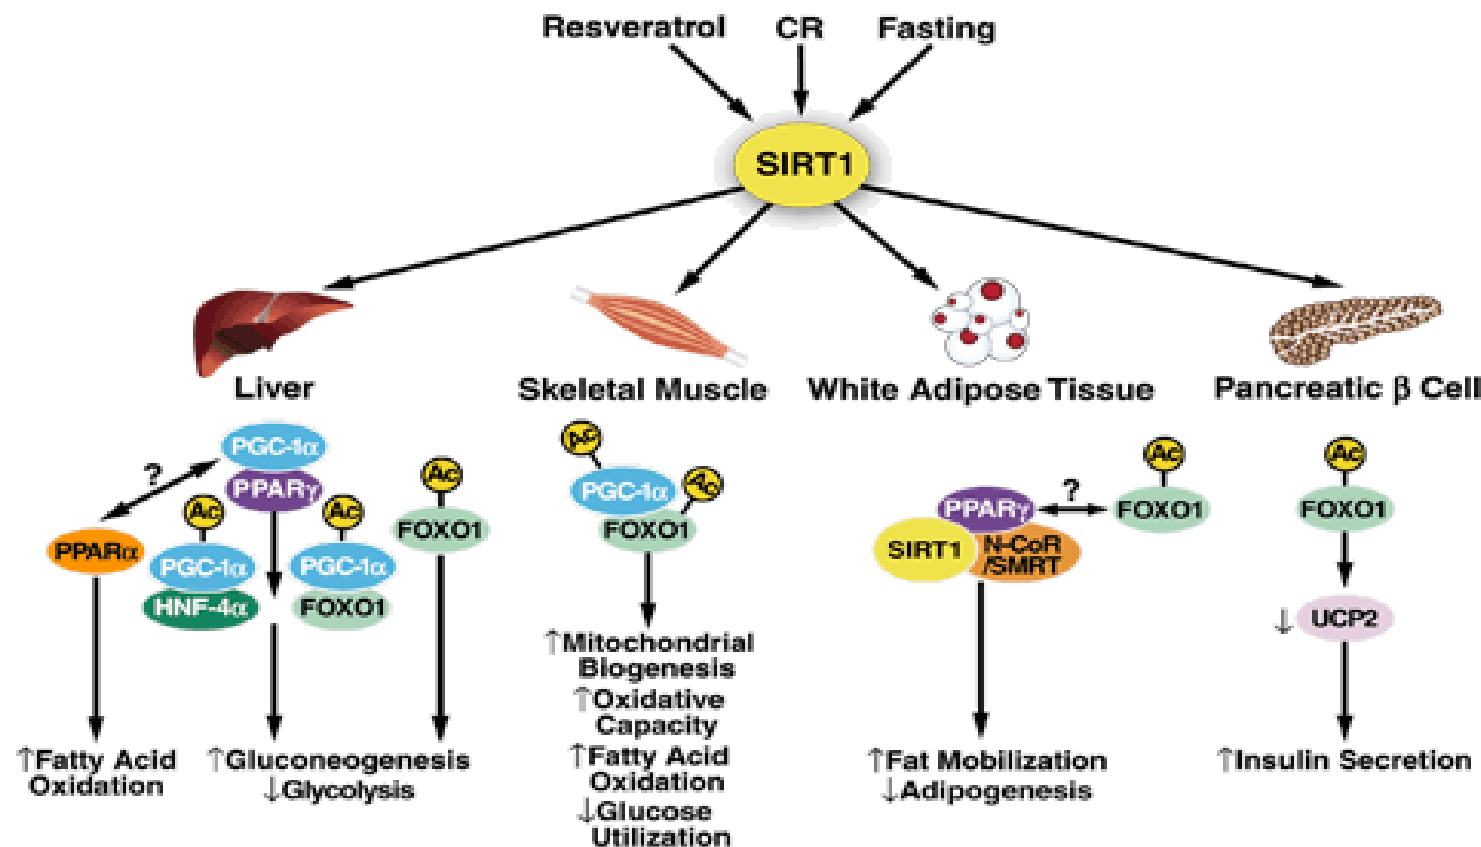 Resveratrol CR Fasting
SIRT1
Liver
Skeletal Muscle
White Adipose Tissue
Pancreatic β Cell
PGC-1α
PPARγ
?
PPARα
Ac
PGC-1α
HNF-4α
Ac
PGC-1α
FOXO1
Ac
FOXO1
↑Fatty Acid
Oxidation
↑Gluconeogenesis
↓Glycolysis
Ac
PGC-1α
Ac
FOXO1
↑Mitochondrial
Biogenesis
↑Oxidative
Capacity
↑Fatty Acid
Oxidation
↓Glucose
Utilization
PPARγ
?
SIRT1
N-CoR
/SMRT
Ac
FOXO1
↑Fat Mobilization
↓Adipogenesis
Ac
FOXO1
↓ UCP2
↑Insulin Secretion